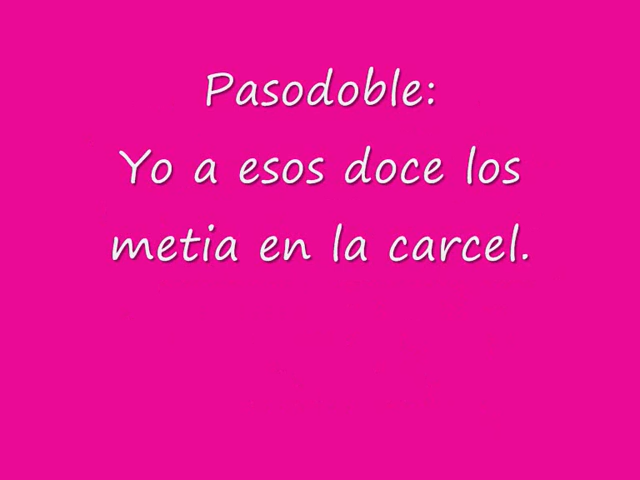 Pasodoble:
Yo a esos doce los
metia en la carcel.